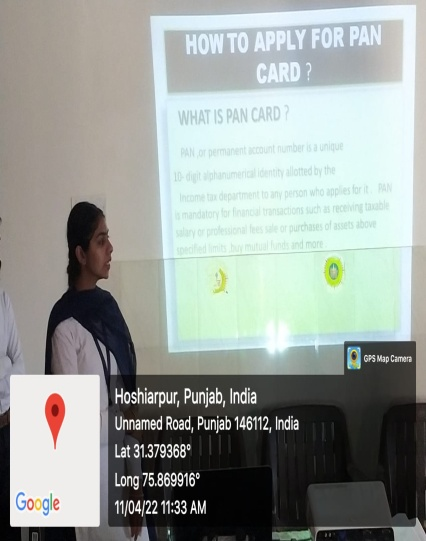 HOW TO APPLY FOR PAN
CARD ?
WHAT IS PAN CARD ?
PAN ,or permanent account number is a unique
10- digit alphanumerical identity allotted by the
Income tax department to any person who applies for it . PAN
is mandatory for financial transactions such as receiving taxable
salary or professional fees sale or purchases of assets above
specified limits ,buy mutual funds and more
GPS Map Camera
Hoshiarpur, Punjab, India
Unnamed Road, Punjab 146112, India
Lat 31.379368°
Long 75.869916°
11/04/22 11:33 AM
Google